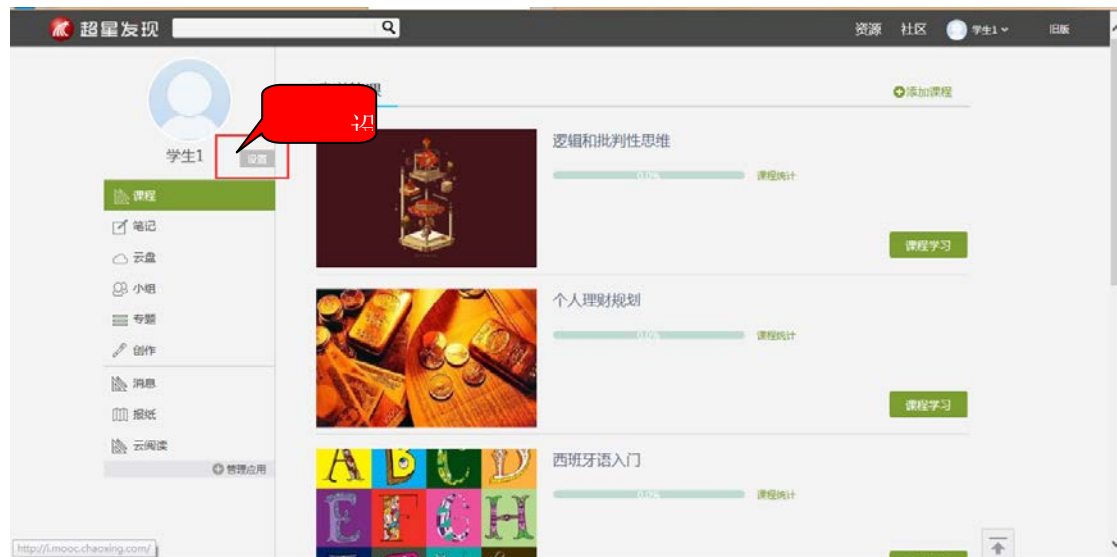 超星发现
资源 社区 学生1 旧版
添加课程
学生1 设置
课程
笔记
云盘
小组
专题
创作
消息
报纸
云阅读
管理应用
逻辑和批判性思维
0.0% 课程统计
课程学习
个人理财规划
0.0% 课程统计
课程学习
西班牙语入门
0.0% 课程统计
A B C D
E F G H
http://i.mooc.chaoxing.com/